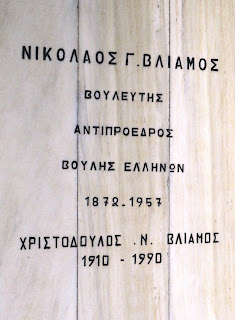 ΝΙΚΟΛΑΟΣ Γ. ΒΛΙΑΜΟΣ
ΒΟΥΛΕΥΤΗΣ
ΑΝΤΙΠΡΟΕΔΡΟΣ
ΒΟΥΛΗΣ ΕΛΛΗΝΩΝ
1872-1957
ΧΡΙΣΤΟΔΟΥΛΟΣ .Ν. ΒΛΙΑΜΟΣ
1910 - 1990